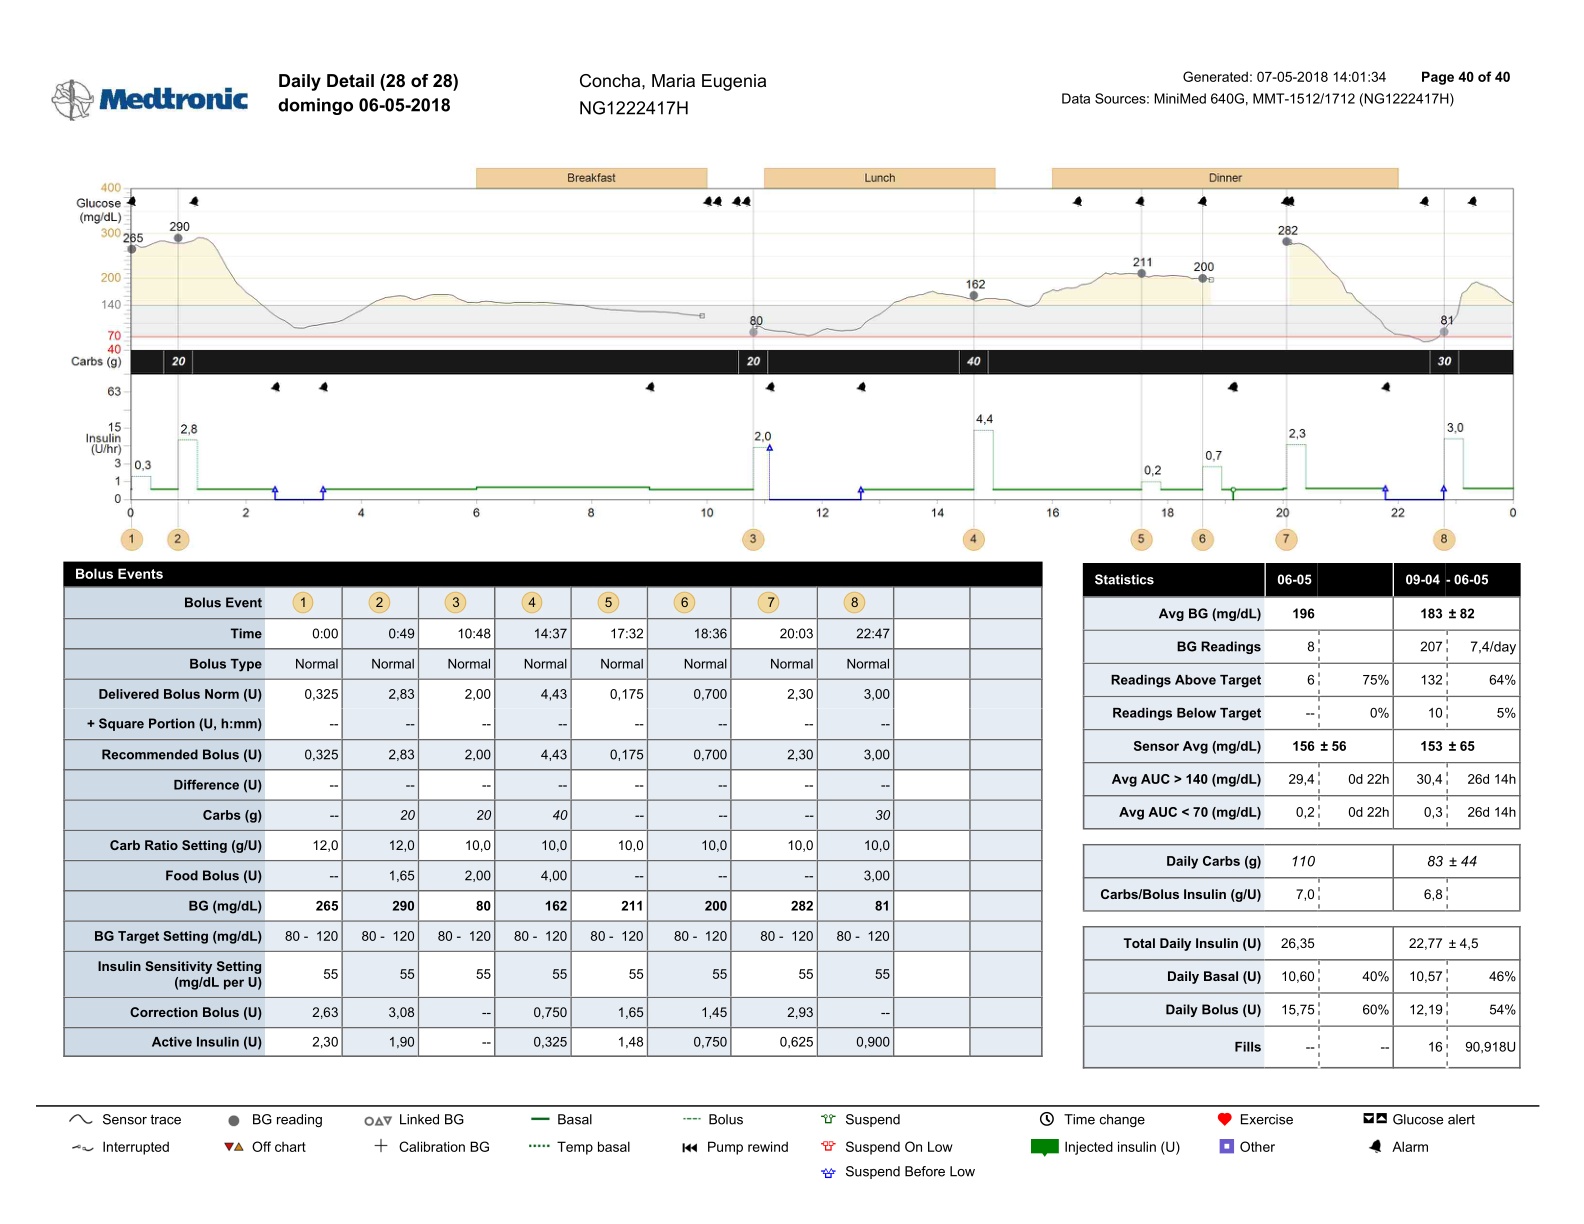 Medtronic
Daily Detail (28 of 28)
domingo 06-05-2018
Concha, Maria Eugenia
NG1222417H
Generated: 07-05-2018 14:01:34 Page 40 of 40
Data Sources: MiniMed 640G, MMT-1512/1712 (NG1222417H)
Breakfast Lunch Dinner
400
Glucose
(mg/dL)
300
200
140
70
40
265 290 80 162 211 200 282 81
Carbs (g) 20 20 40 30
63
15
Insulin
(U/hr)
3
1
0
0,3 2,8 2,0 4,4 0,2 0,7 2,3 3,0
0 2 4 6 8 10 12 14 16 18 20 22 0
1 2 3 4 5 6 7 8
Bolus Events
Bolus Event 1 2 3 4 5 6 7 8
Time 0:00 0:49 10:48 14:37 17:32 18:36 20:03 22:47
Bolus Type Normal Normal Normal Normal Normal Normal Normal Normal
Delivered Bolus Norm (U) 0,325 2,83 2,00 4,43 0,175 0,700 2,30 3,00
+ Square Portion (U, h:mm) -- -- -- -- -- -- -- --
Recommended Bolus (U) 0,325 2,83 2,00 4,43 0,175 0,700 2,30 3,00
Difference (U) -- -- -- -- -- -- -- --
Carbs (g) -- 20 20 40 -- -- -- 30
Carb Ratio Setting (g/U) 12,0 12,0 10,0 10,0 10,0 10,0 10,0 10,0
Food Bolus (U) -- 1,65 2,00 4,00 -- -- -- 3,00
BG (mg/dL) 265 290 80 162 211 200 282 81
BG Target Setting (mg/dL) 80 - 120 80 - 120 80 - 120 80 - 120 80 - 120 80 - 120 80 - 120 80 - 120
Insulin Sensitivity Setting
(mg/dL per U) 55 55 55 55 55 55 55 55
Correction Bolus (U) 2,63 3,08 -- 0,750 1,65 1,45 2,93 --
Active Insulin (U) 2,30 1,90 -- 0,325 1,48 0,750 0,625 0,900
Statistics 06-05 09-04 - 06-05
Avg BG (mg/dL) 196 183 ± 82
BG Readings 8 207 7,4/day
Readings Above Target 6 75% 132 64%
Readings Below Target -- 0% 10 5%
Sensor Avg (mg/dL) 156 ± 56 153 ± 65
Avg AUC > 140 (mg/dL) 29,4 0d 22h 30,4 26d 14h
Avg AUC < 70 (mg/dL) 0,2 0d 22h 0,3 26d 14h
Daily Carbs (g) 110 83 ± 44
Carbs/Bolus Insulin (g/U) 7,0 6,8
Total Daily Insulin (U) 26,35 22,77 ± 4,5
Daily Basal (U) 10,60 40% 10,57 46%
Daily Bolus (U) 15,75 60% 12,19 54%
Fills -- -- 16 90,918U
Sensor trace BG reading Linked BG Basal Bolus Suspend Time change Exercise Glucose alert
Interrupted Off chart Calibration BG Temp basal Pump rewind Suspend On Low Injected insulin (U) Other Alarm
Suspend Before Low